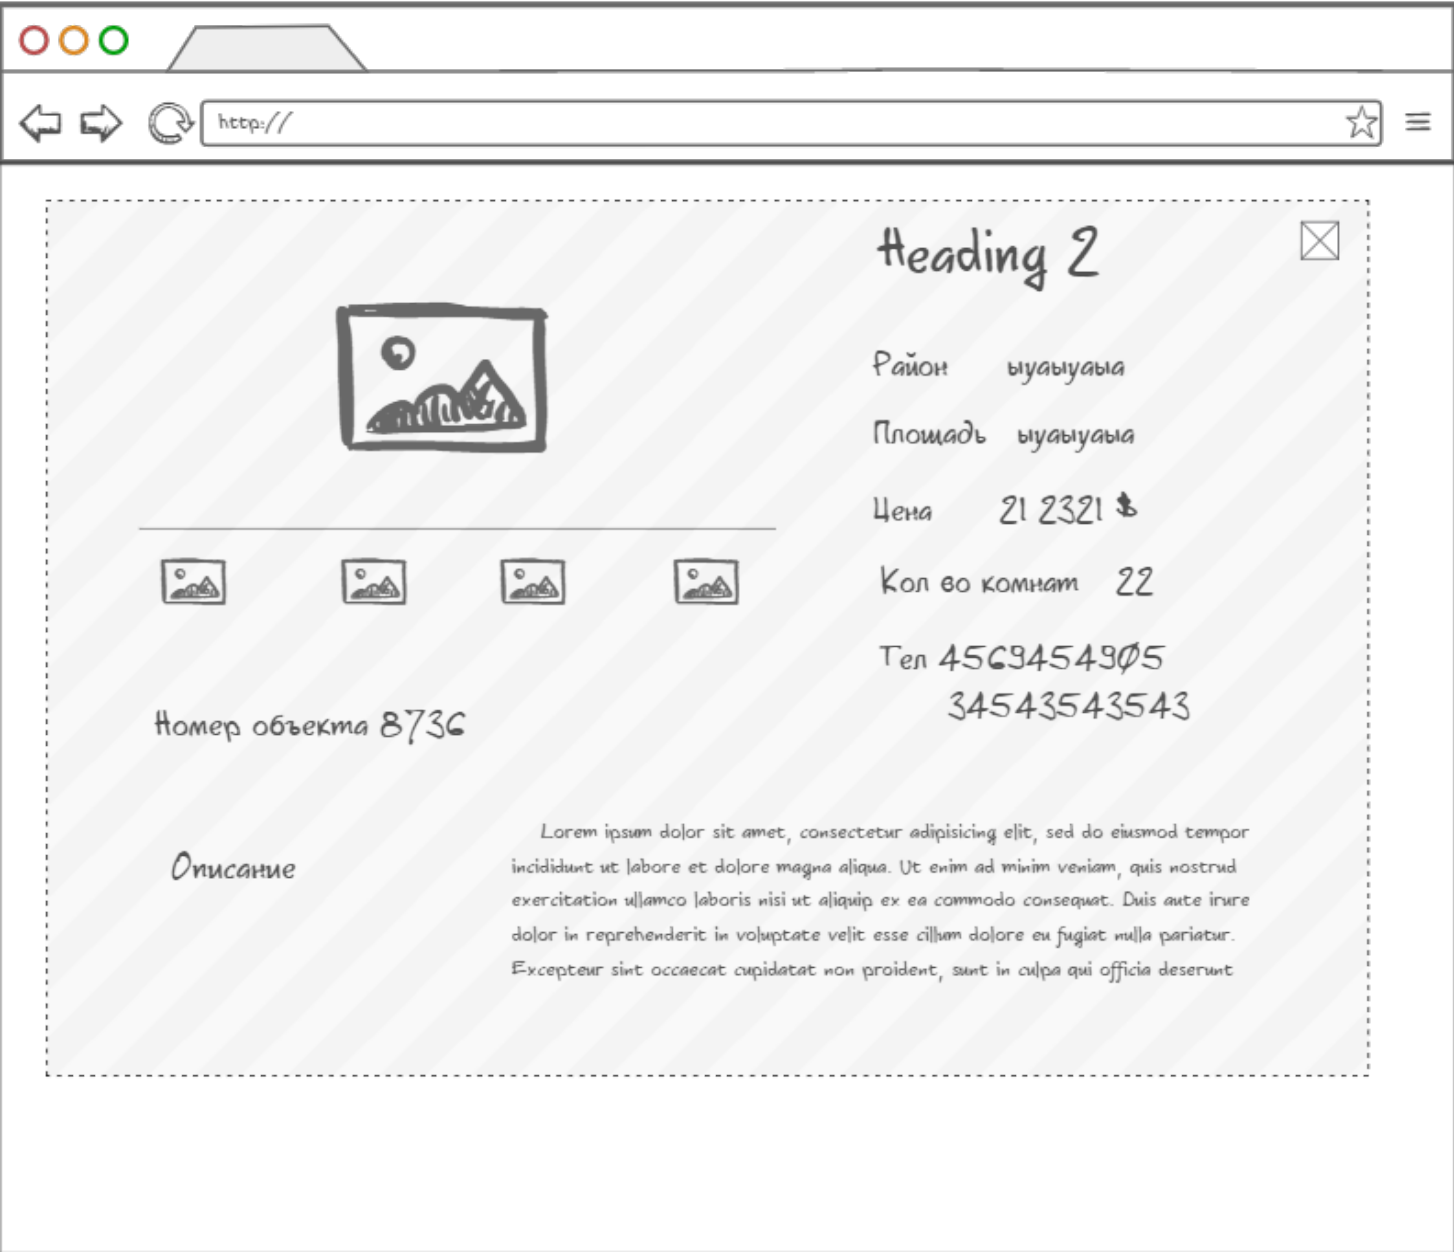 http://
Heading 2
Район ыуаыуаыа
Площадь ыуаыуаыа
Цена 21 2321 $
Кол во комнат 22
Тел 4569454905
34543543543
Номер объекта 8736
Описание
Lorem ipsum dolor sit amet, consectetur adipisicing elit, sed do eiusmod tempor
incididunt ut labore et dolore magna aliqua. Ut enim ad minim veniam, quis nostrud
exercitation ullamco laboris nisi ut aliquip ex ea commodo consequat. Duis aute irure
dolor in reprehenderit in voluptate velit esse cillum dolore eu fugiat nulla pariatur.
Excepteur sint occaecat cupidatat non proident, sunt in culpa qui officia deserunt